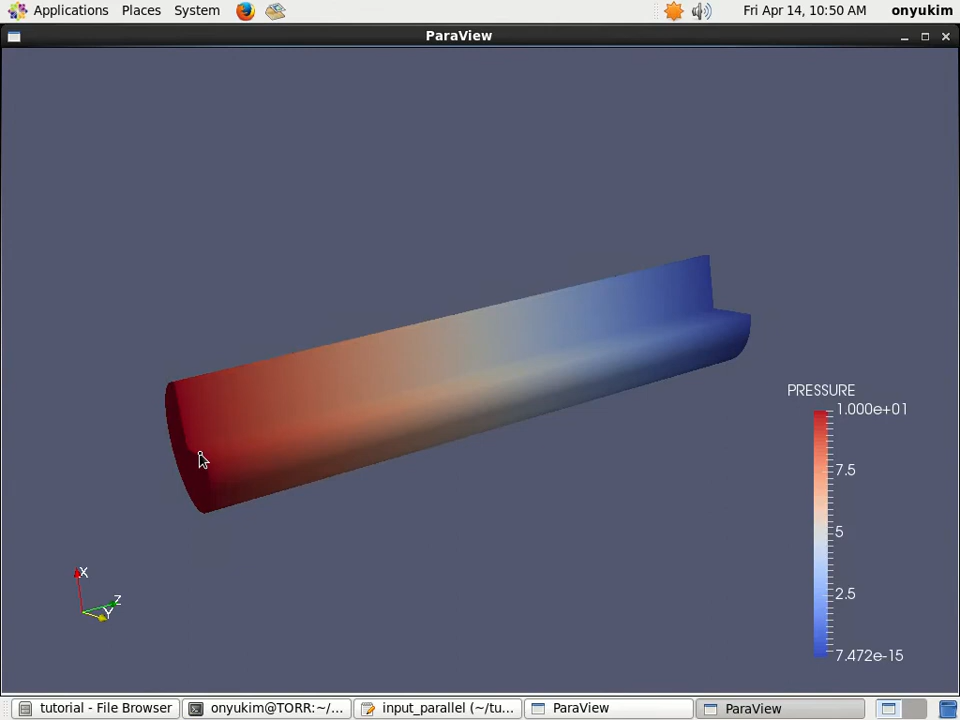 Applications Places System Fri Apr 14, 10:50 AM onyukim
ParaView
PRESSURE
1.000e+01
7.5
5
2.5
7.472e-15
X
Z
Y
tutorial - File Browser onyukim@TORR:~/... input_parallel (~/tu... ParaView ParaView